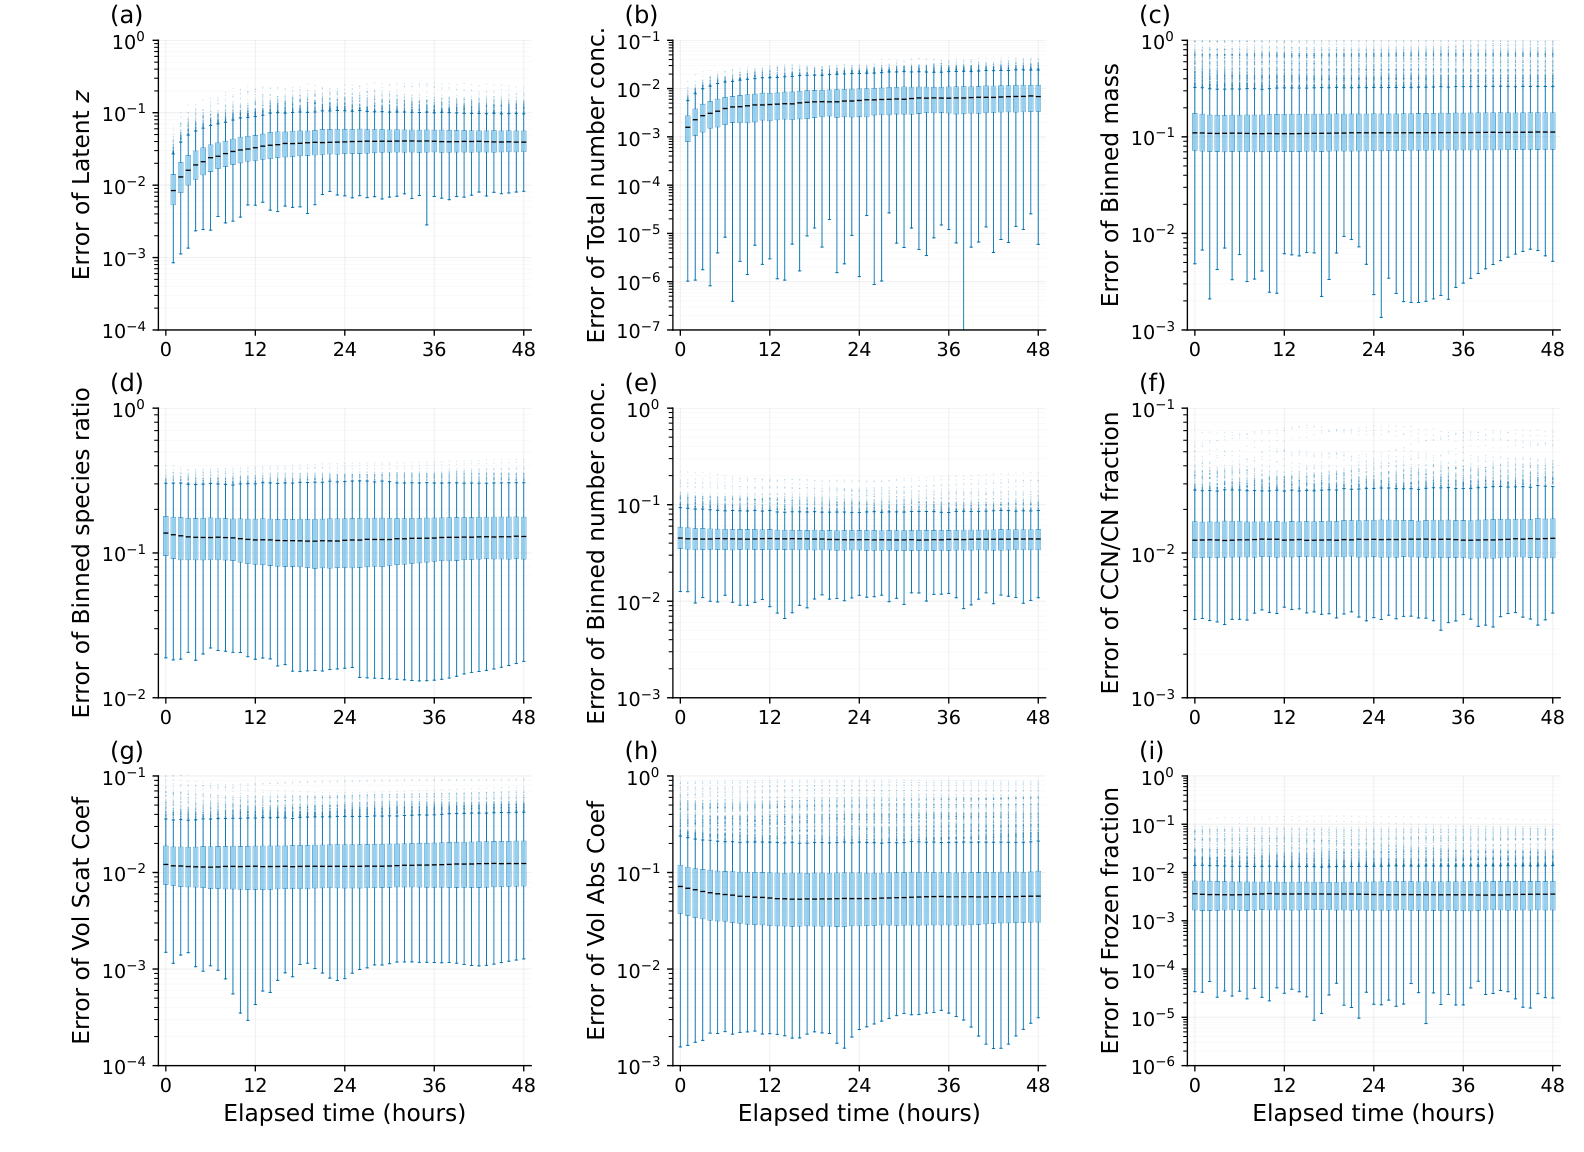 (a)
Error of Latent z
10^0
10^-1
10^-2
10^-3
10^-4
0 12 24 36 48
(b)
Error of Total number conc.
10^-1
10^-2
10^-3
10^-4
10^-5
10^-6
10^-7
0 12 24 36 48
(c)
Error of Binned mass
10^0
10^-1
10^-2
10^-3
0 12 24 36 48
(d)
Error of Binned species ratio
10^0
10^-1
10^-2
0 12 24 36 48
(e)
Error of Binned number conc.
10^0
10^-1
10^-2
10^-3
0 12 24 36 48
(f)
Error of CCN/CN fraction
10^-1
10^-2
10^-3
0 12 24 36 48
(g)
Error of Vol Scat Coef
10^-1
10^-2
10^-3
10^-4
0 12 24 36 48
Elapsed time (hours)
(h)
Error of Vol Abs Coef
10^0
10^-1
10^-2
10^-3
0 12 24 36 48
Elapsed time (hours)
(i)
Error of Frozen fraction
10^0
10^-1
10^-2
10^-3
10^-4
10^-5
10^-6
0 12 24 36 48
Elapsed time (hours)